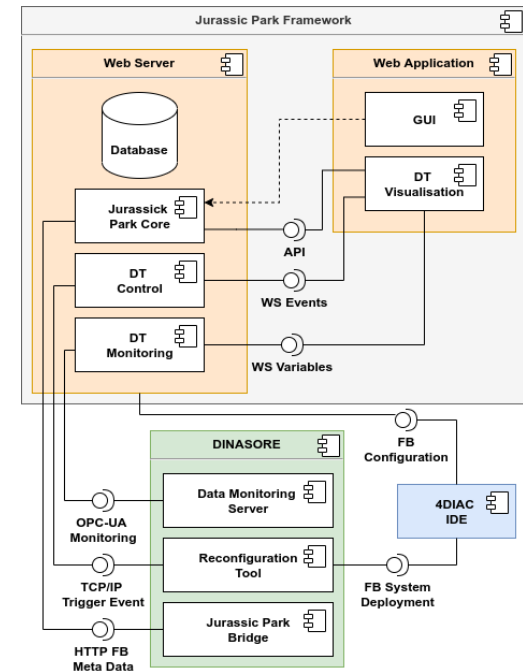 Jurassic Park Framework
Web Server
Web Application
Database
GUI
DT
Visualisation
Jurassick
Park Core
API
DT
Control
WS Events
DT
Monitoring
WS Variables
FB
Configuration
DINASORE
Data Monitoring
Server
4DIAC
IDE
OPC-UA
Monitoring
Reconfiguration
Tool
TCP/IP
Trigger Event
FB System
Deployment
Jurassic Park
Bridge
HTTP FB
Meta Data